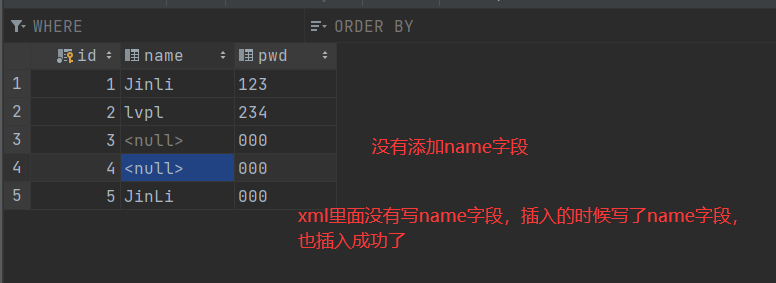 WHERE ORDER BY
id name pwd
1 1 Jinli 123
2 2 lvpl 234
3 3 <null> 000
4 4 <null> 000
5 5 JinLi 000
没有添加name字段
xml里面没有写name字段，插入的时候写了name字段，
也插入成功了